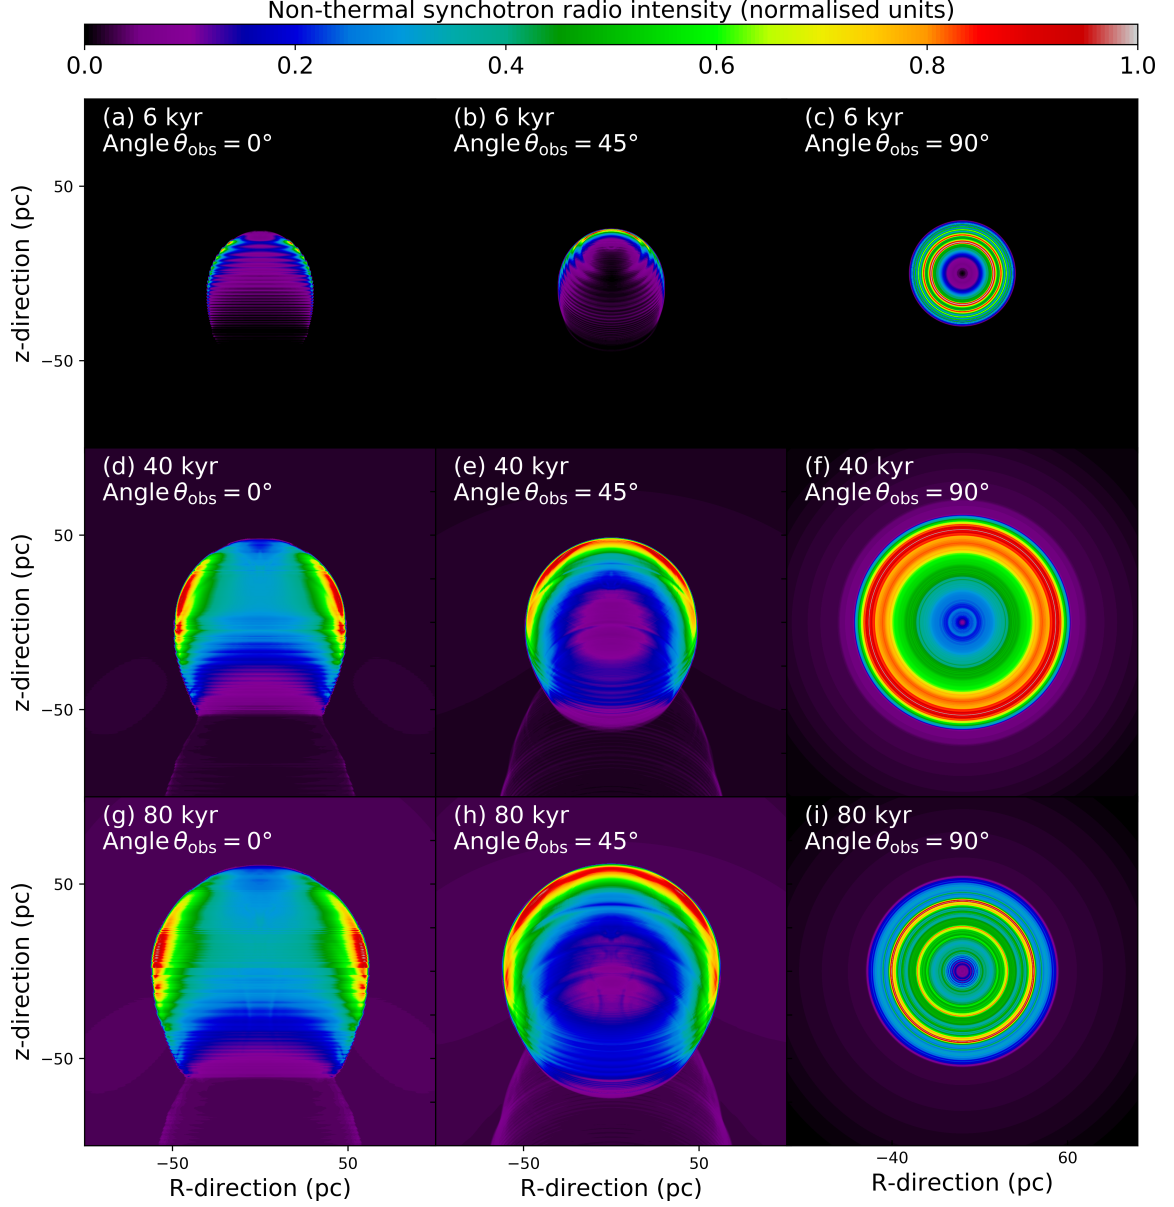 Non-thermal synchotron radio intensity (normalised units)
0.0 0.2 0.4 0.6 0.8 1.0
(a) 6 kyr
Angle θobs = 0°
(b) 6 kyr
Angle θobs = 45°
(c) 6 kyr
Angle θobs = 90°
z-direction (pc)
50
−50
(d) 40 kyr
Angle θobs = 0°
(e) 40 kyr
Angle θobs = 45°
(f) 40 kyr
Angle θobs = 90°
z-direction (pc)
50
−50
(g) 80 kyr
Angle θobs = 0°
(h) 80 kyr
Angle θobs = 45°
(i) 80 kyr
Angle θobs = 90°
z-direction (pc)
50
−50
−50 50
R-direction (pc)
−50 50
R-direction (pc)
−40 60
R-direction (pc)